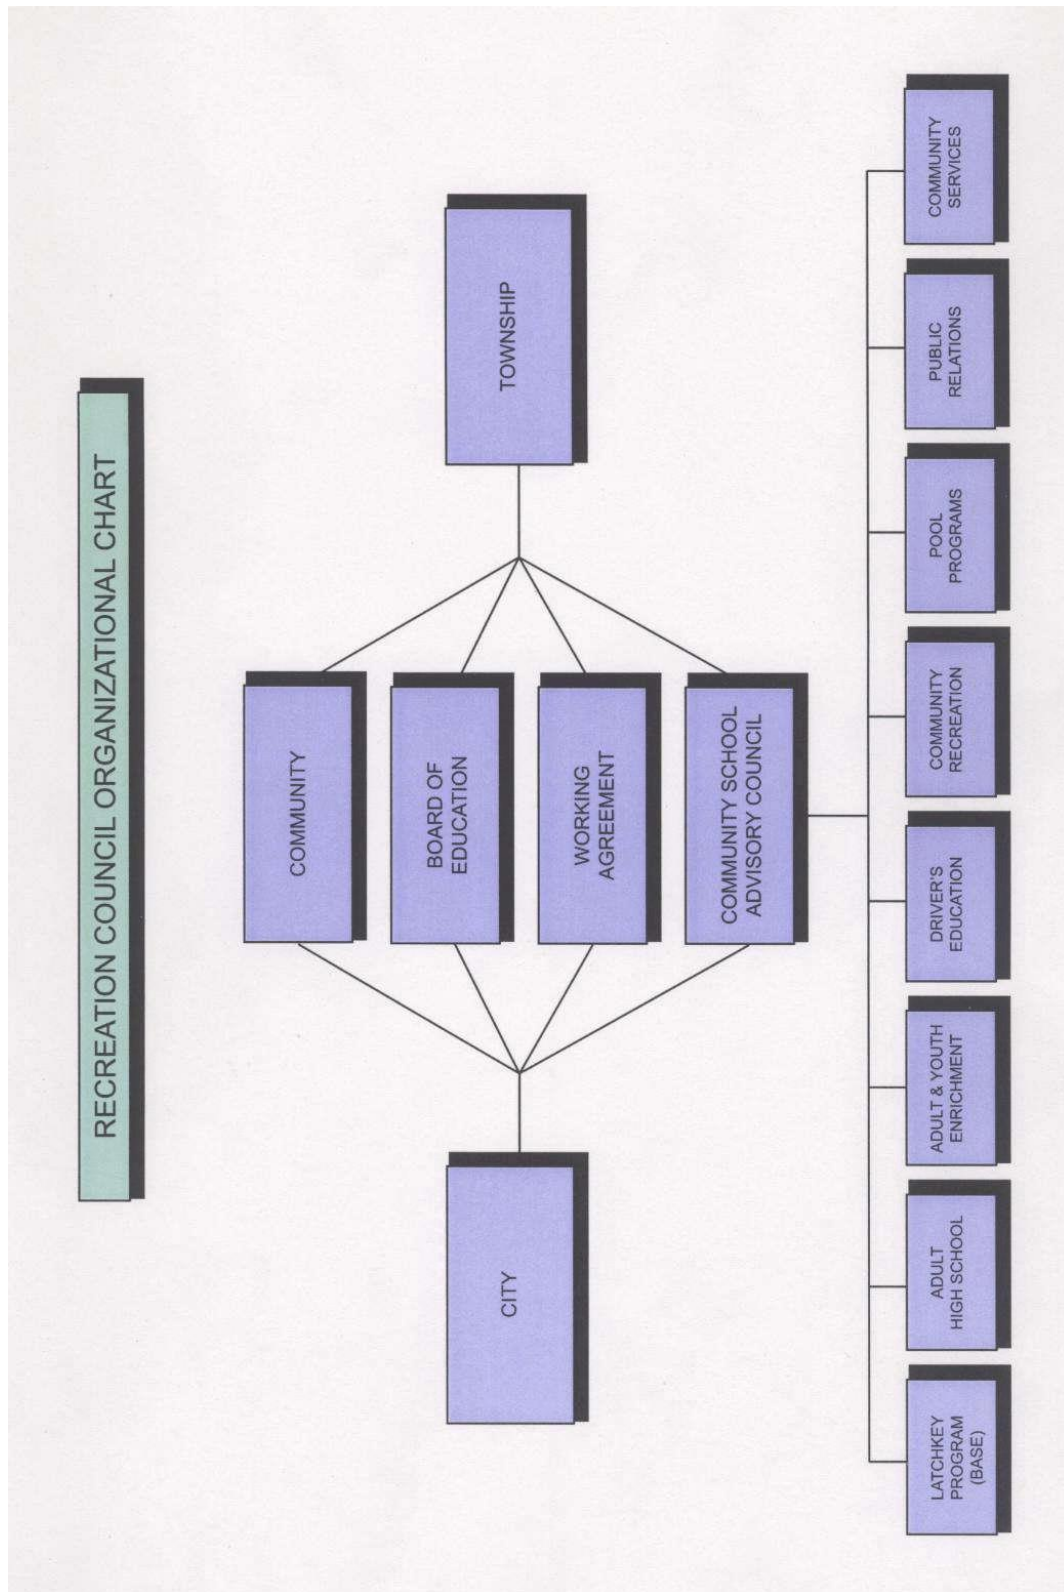 RECREATION COUNCIL ORGANIZATIONAL CHART
COMMUNITY
CITY
BOARD OF
EDUCATION
TOWNSHIP
WORKING
AGREEMENT
COMMUNITY SCHOOL
ADVISORY COUNCIL
LATCHKEY
PROGRAM
(BASE)
ADULT
HIGH SCHOOL
ADULT & YOUTH
ENRICHMENT
DRIVER'S
EDUCATION
COMMUNITY
RECREATION
POOL
PROGRAMS
PUBLIC
RELATIONS
COMMUNITY
SERVICES